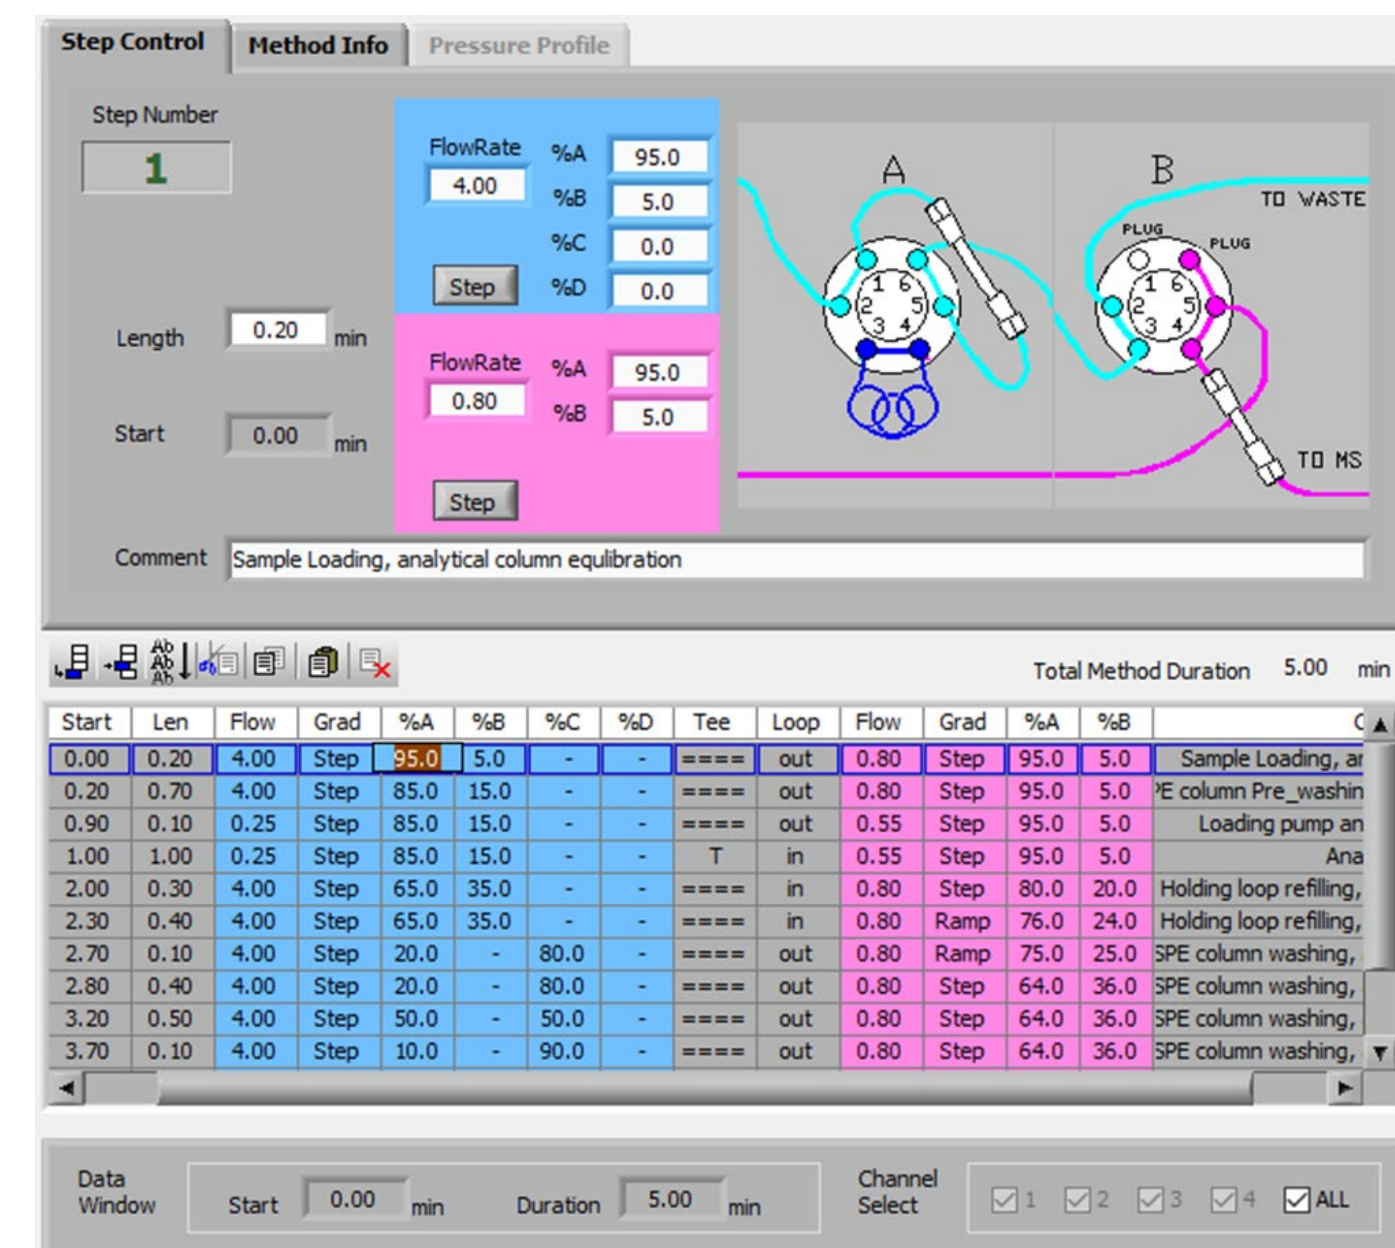 Step Control Method Info Pressure Profile
Step Number
1
FlowRate %A 95.0
4.00
%B 5.0
%C 0.0
Step %D 0.0
Length 0.20 min
FlowRate %A 95.0
0.80
%B 5.0
Start 0.00 min
Step
A B
TO WASTE
PLUG PLUG
1 6
2 5
3 4
1 6
2 5
3 4
TO MS
Comment Sample Loading, analytical column equlibration
Ab
Ab
Ab
Total Method Duration 5.00 min
Start Len Flow Grad %A %B %C %D Tee Loop Flow Grad %A %B C
0.00 0.20 4.00 Step 95.0 5.0 - - ==== out 0.80 Step 95.0 5.0 Sample Loading, ar
0.20 0.70 4.00 Step 85.0 15.0 - - ==== out 0.80 Step 95.0 5.0 PE column Pre_washin
0.90 0.10 0.25 Step 85.0 15.0 - - ==== out 0.55 Step 95.0 5.0 Loading pump an
1.00 1.00 0.25 Step 85.0 15.0 - - T in 0.55 Step 95.0 5.0 Ana
2.00 0.30 4.00 Step 65.0 35.0 - - ==== in 0.80 Step 80.0 20.0 Holding loop refilling,
2.30 0.40 4.00 Step 65.0 35.0 - - ==== in 0.80 Ramp 76.0 24.0 Holding loop refilling,
2.70 0.10 4.00 Step 20.0 - 80.0 - ==== out 0.80 Ramp 75.0 25.0 SPE column washing,
2.80 0.40 4.00 Step 20.0 - 80.0 - ==== out 0.80 Step 64.0 36.0 SPE column washing,
3.20 0.50 4.00 Step 50.0 - 50.0 - ==== out 0.80 Step 64.0 36.0 SPE column washing,
3.70 0.10 4.00 Step 10.0 - 90.0 - ==== out 0.80 Step 64.0 36.0 SPE column washing,
Data
Window
Start 0.00 min Duration 5.00 min
Channel
Select
1 2 3 4 ALL